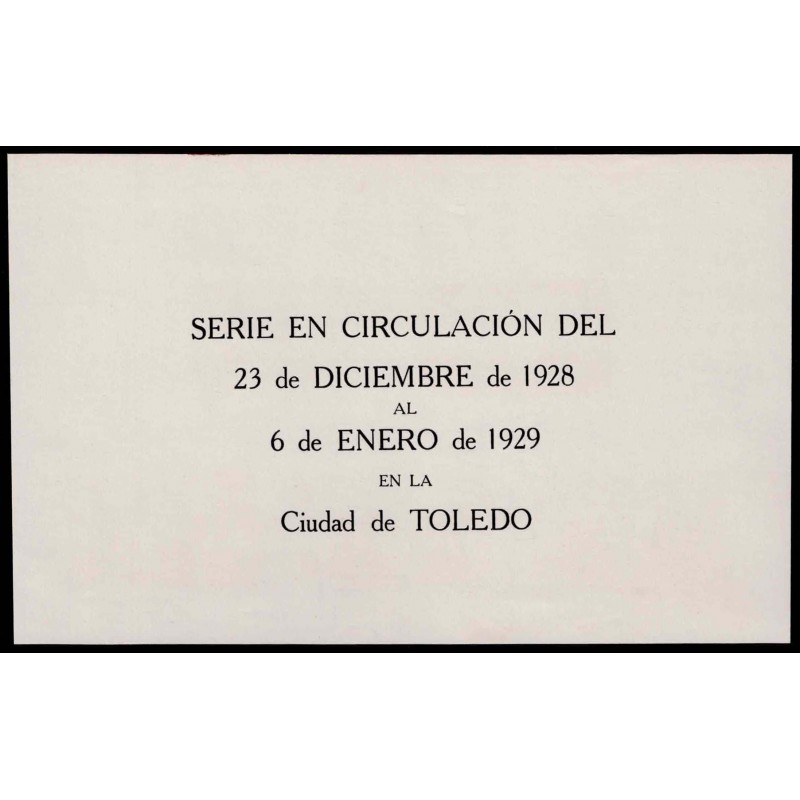 SERIE EN CIRCULACIÓN DEL
23 de DICIEMBRE de 1928
AL
6 de ENERO de 1929
EN LA
Ciudad de TOLEDO